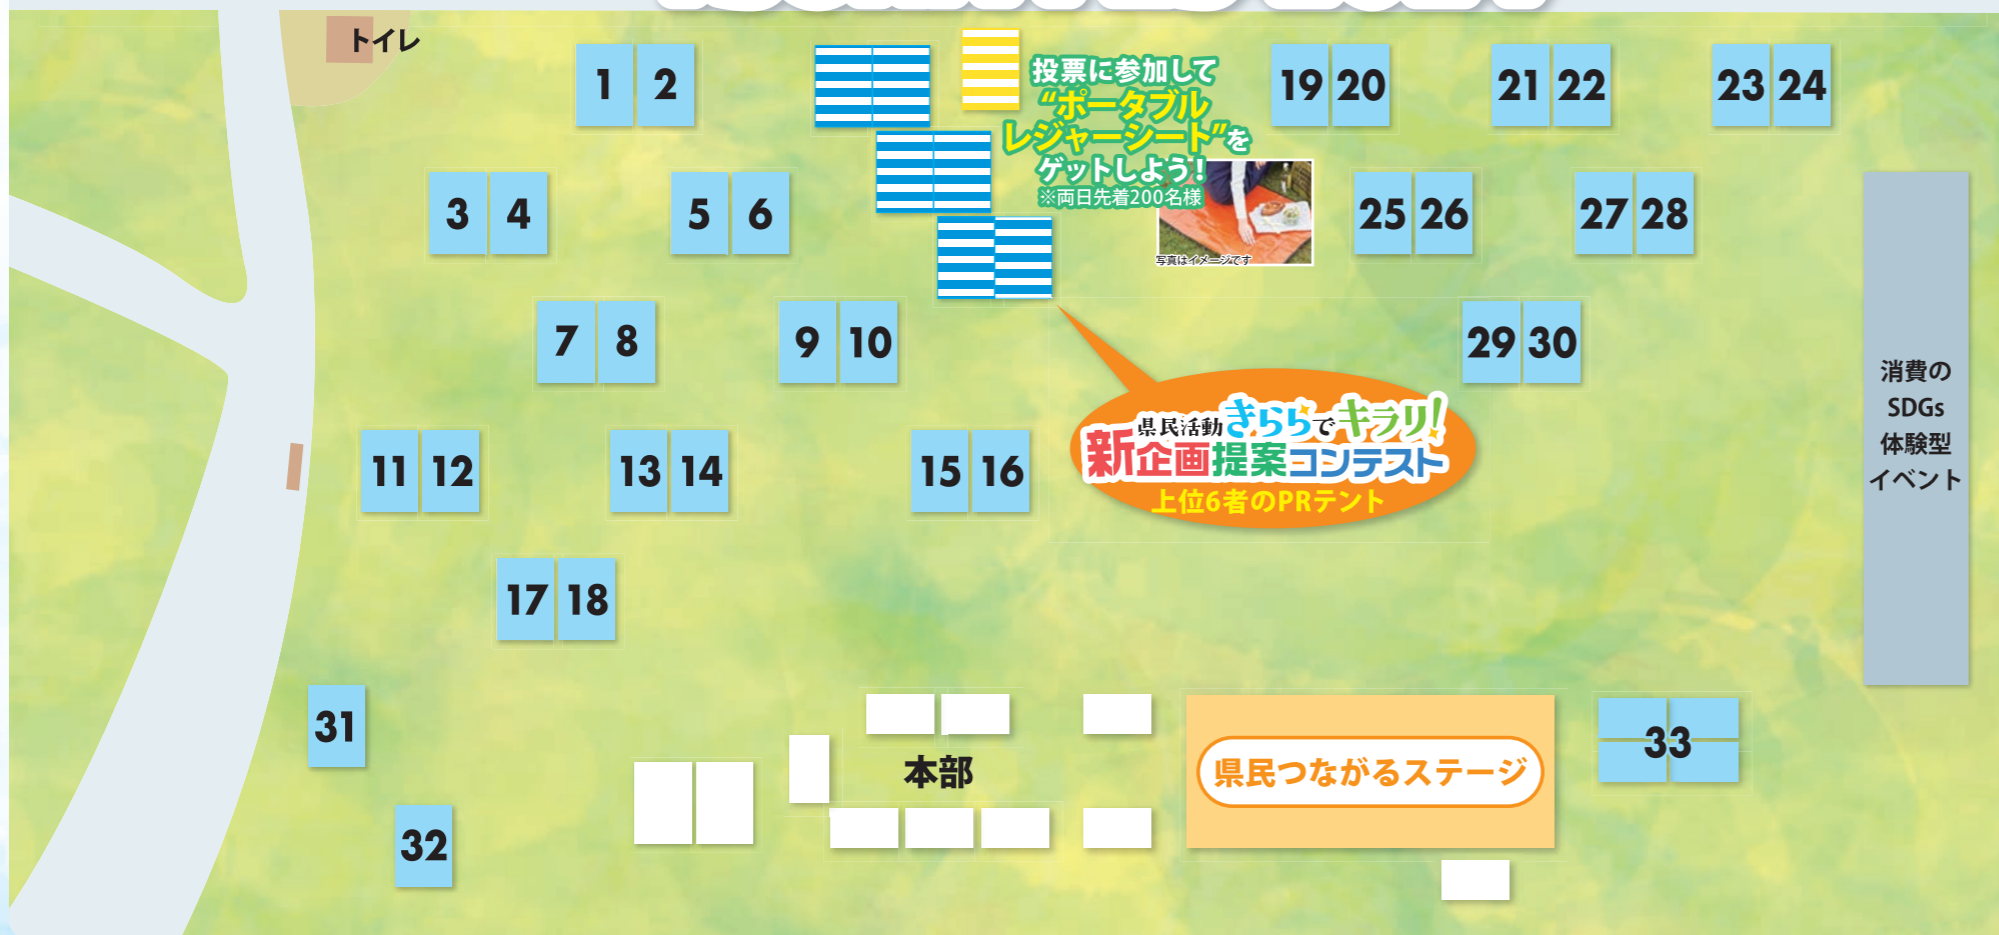 トイレ
1 2
19 20
21 22
23 24
投票に参加して
“ポータブル
レジャーシート”を
ゲットしよう!
※両日先着200名様
写真はイメージです
3 4
5 6
25 26
27 28
7 8
9 10
29 30
県民活動きららでキラリ!
新企画提案コンテスト
上位6者のPRテント
消費の
SDGs
体験型
イベント
11 12
13 14
15 16
17 18
31
32
本部
県民つながるステージ
33